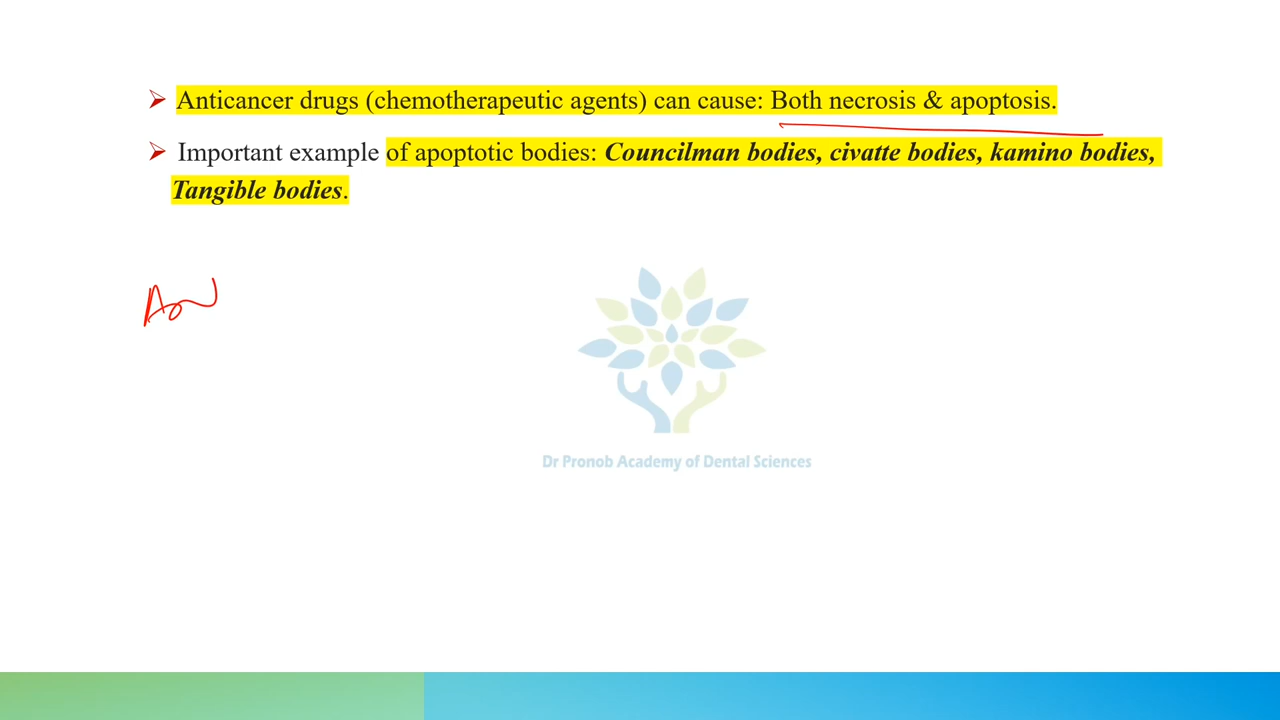 Anticancer drugs (chemotherapeutic agents) can cause: Both necrosis & apoptosis.
Important example of apoptotic bodies: Councilman bodies, civatte bodies, kamino bodies,
Tangible bodies.
Dr Pronob Academy of Dental Sciences